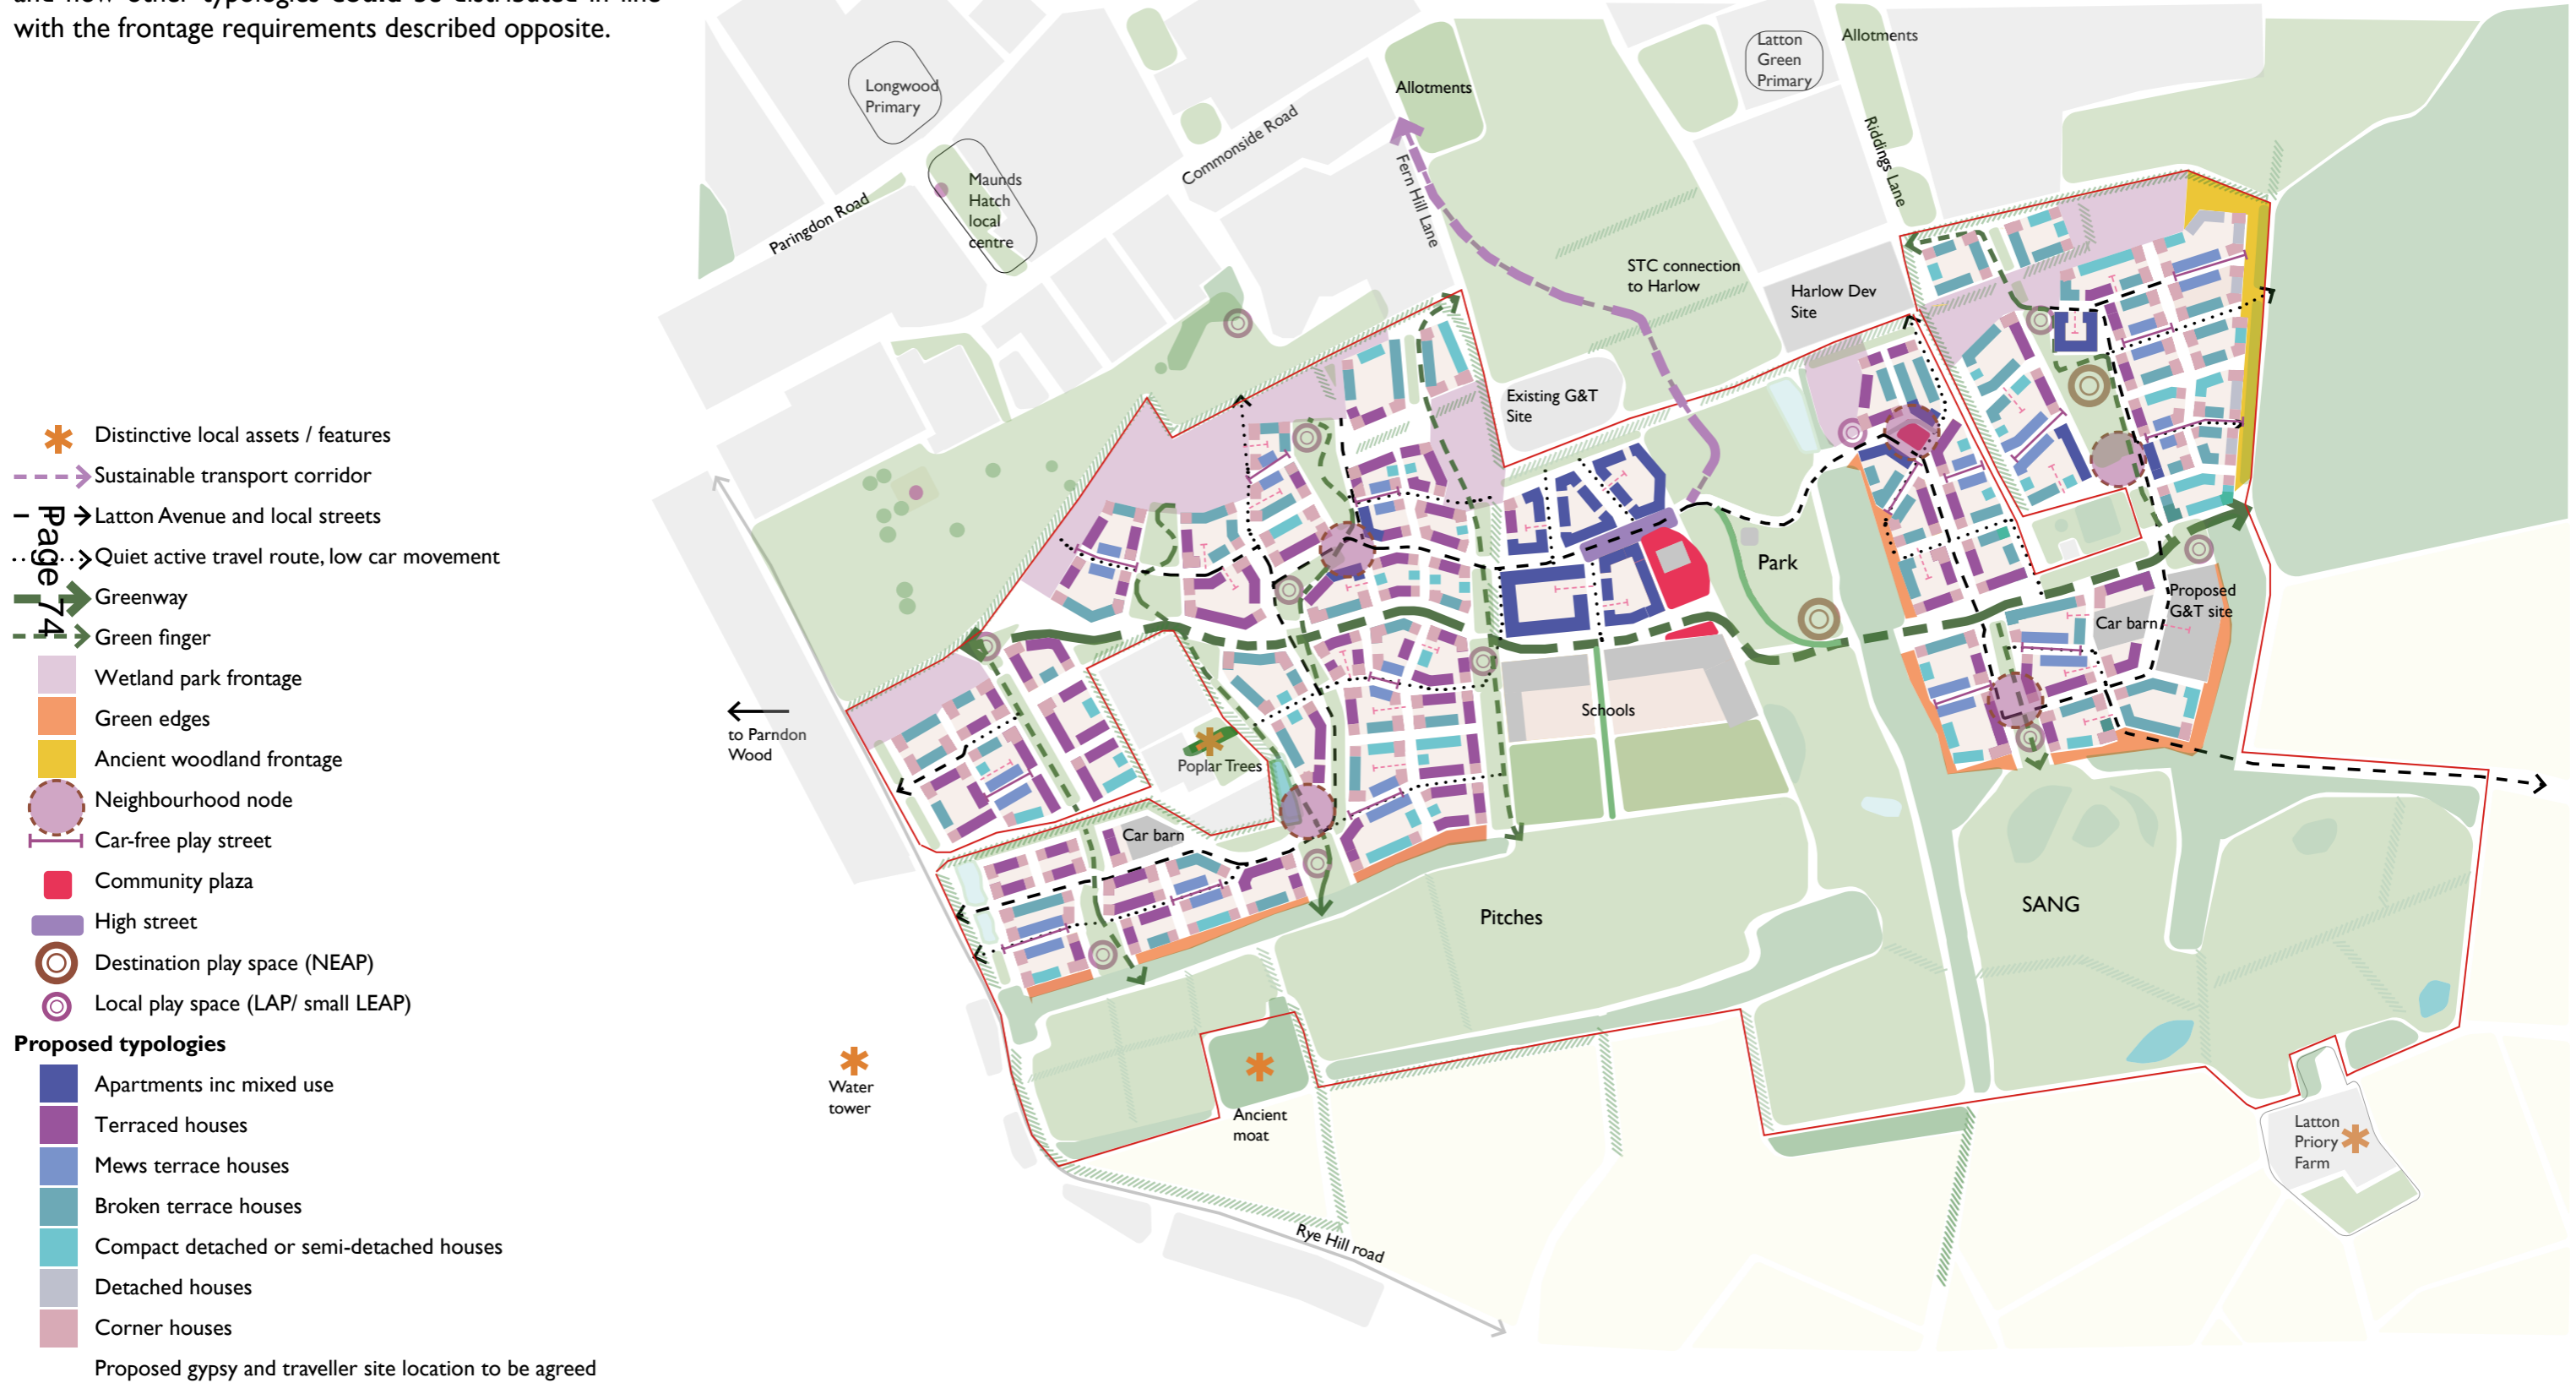 with the frontage requirements described opposite.
Longwood
Primary
Maunds
Hatch
local
centre
Paringdon Road
Commonside Road
Allotments
Fern Hill Lane
Latton
Green
Primary
Allotments
Riddings Lane
STC connection
to Harlow
Harlow Dev
Site
Existing G&T
Site
Park
Proposed
G&T site
Car barn
Schools
to Parndon
Wood
Poplar Trees
Car barn
Pitches
SANG
Water
tower
Ancient
moat
Latton
Priory
Farm
Rye Hill road
Page 74
Distinctive local assets / features
Sustainable transport corridor
Latton Avenue and local streets
Quiet active travel route, low car movement
Greenway
Green finger
Wetland park frontage
Green edges
Ancient woodland frontage
Neighbourhood node
Car-free play street
Community plaza
High street
Destination play space (NEAP)
Local play space (LAP/ small LEAP)
Proposed typologies
Apartments inc mixed use
Terraced houses
Mews terrace houses
Broken terrace houses
Compact detached or semi-detached houses
Detached houses
Corner houses
Proposed gypsy and traveller site location to be agreed